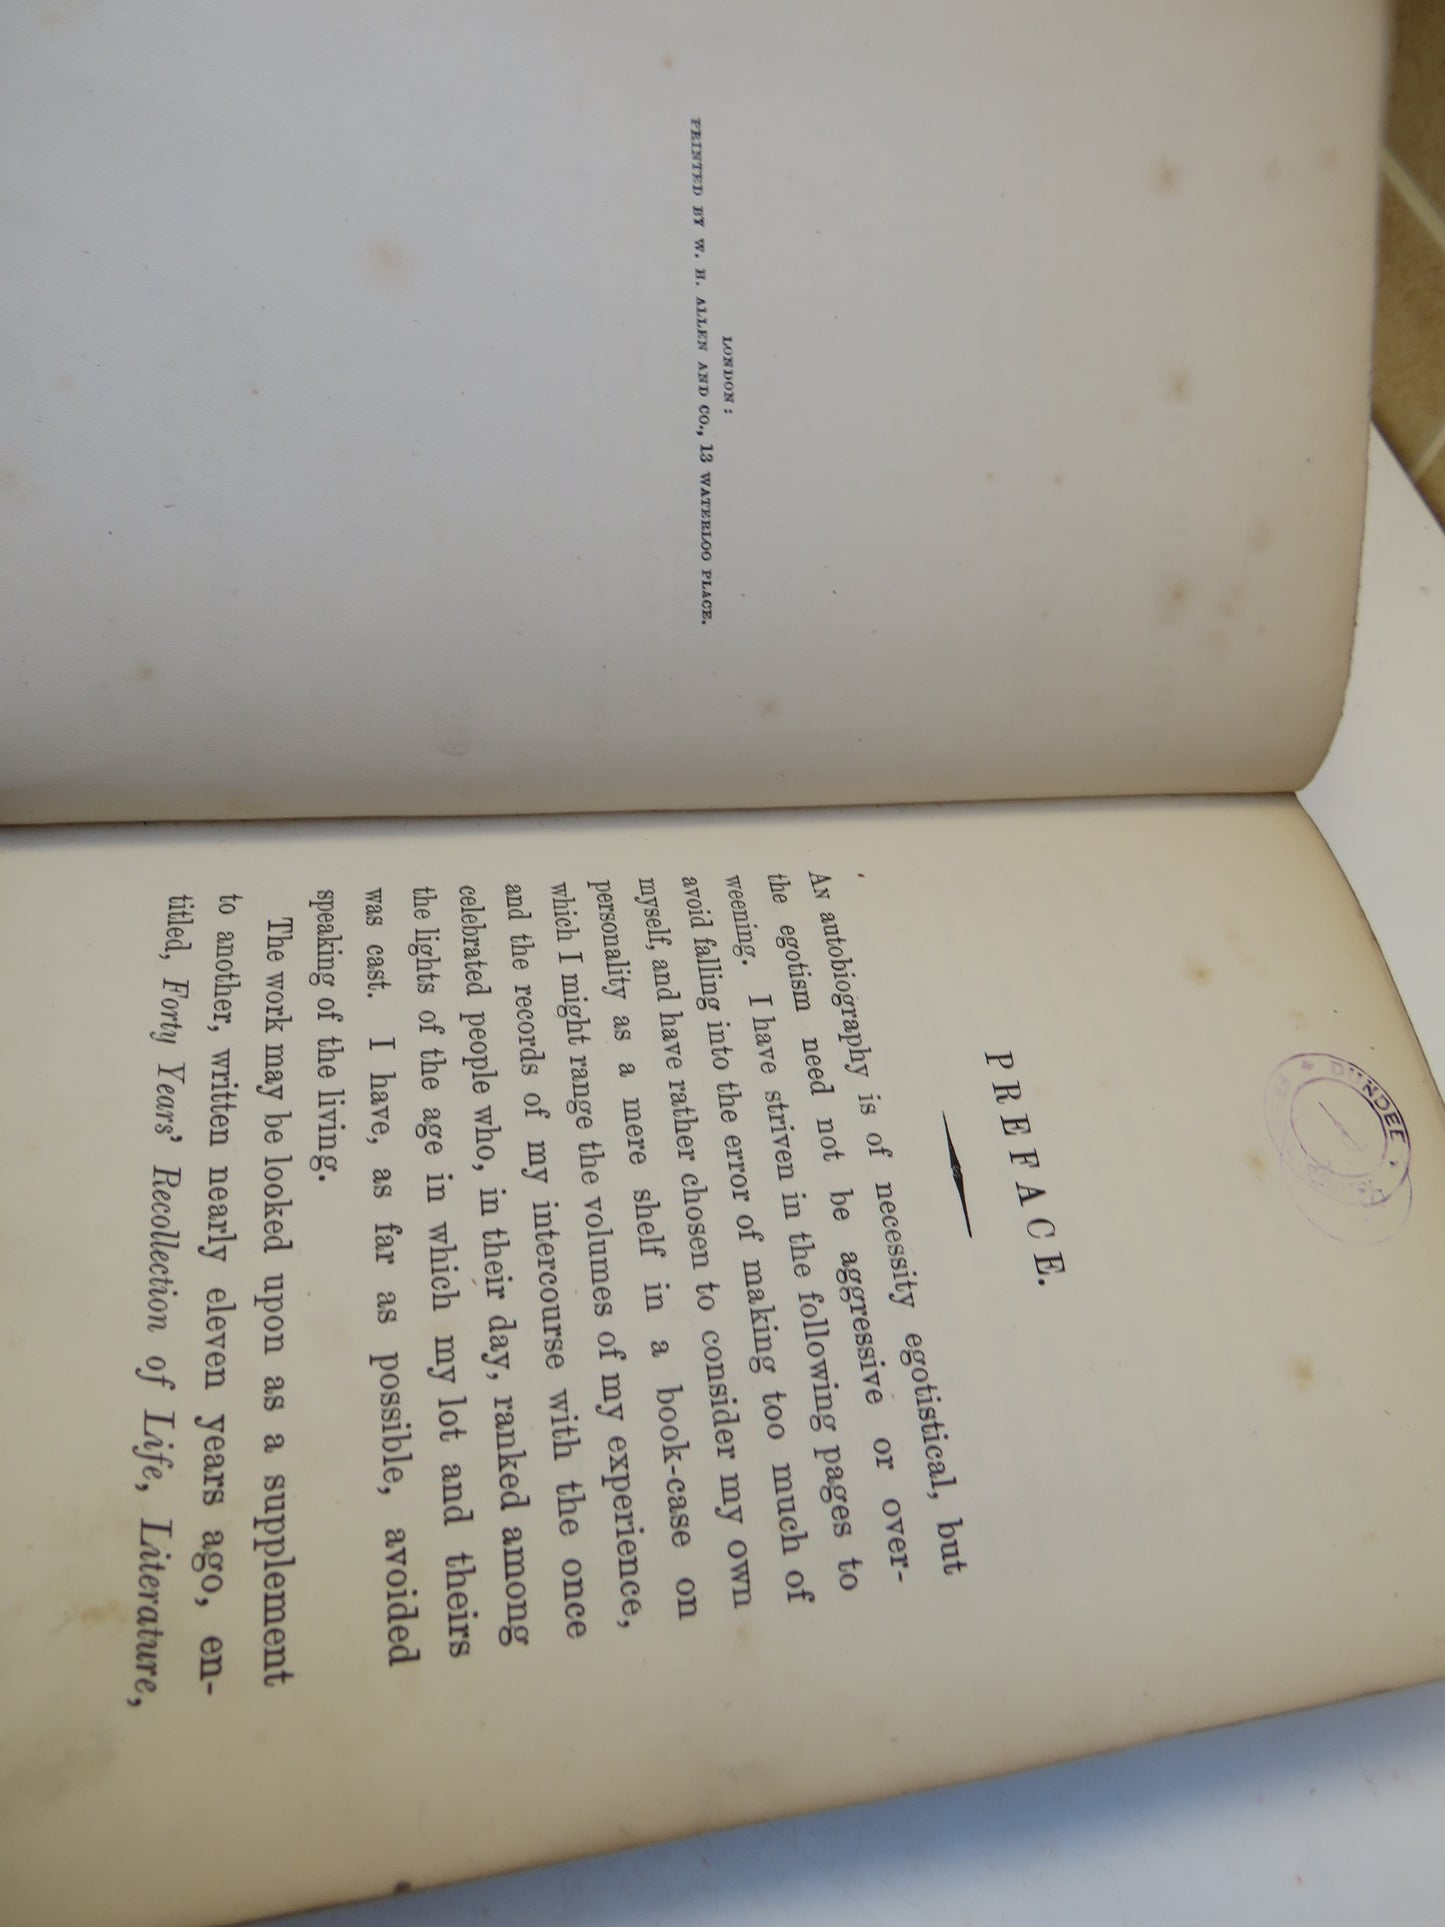 LONDON:
PRINTED BY W. H. ALLEN AND CO., 13 WATERLOO PLACE.
DUNDEE
PREFACE.
AN autobiography is of necessity egotistical, but
the egotism need not be aggressive or over-
weening. I have striven in the following pages to
avoid falling into the error of making too much of
myself, and have rather chosen to consider my own
personality as a mere shelf in a book-case on
which I might range the volumes of my experience,
and the records of my intercourse with the once
celebrated people who, in their day, ranked among
the lights of the age in which my lot and theirs
was cast. I have, as far as possible, avoided
speaking of the living.
The work may be looked upon as a supplement
to another, written nearly eleven years ago, en-
titled, Forty Years' Recollection of Life, Literature,